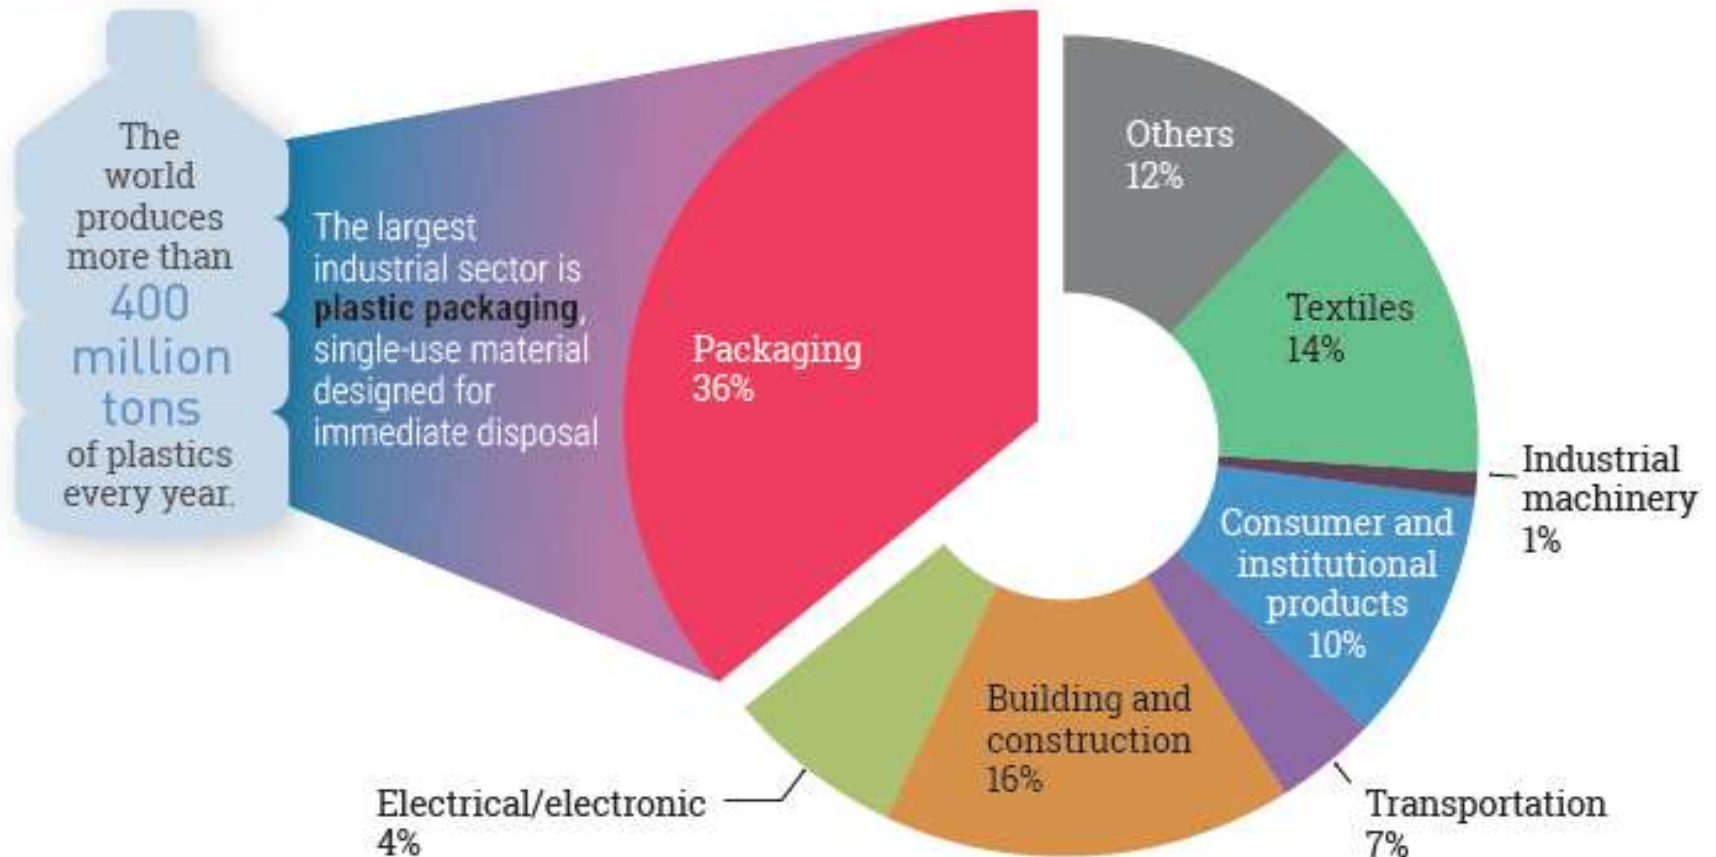 The
world
produces
more than
400
million
tons
of plastics
every year.
The largest
industrial sector is
plastic packaging,
single-use material
designed for
immediate disposal
Packaging
36%
Others
12%
Textiles
14%
Industrial
machinery
1%
Consumer and
institutional
products
10%
Transportation
7%
Building and
construction
16%
Electrical/electronic
4%